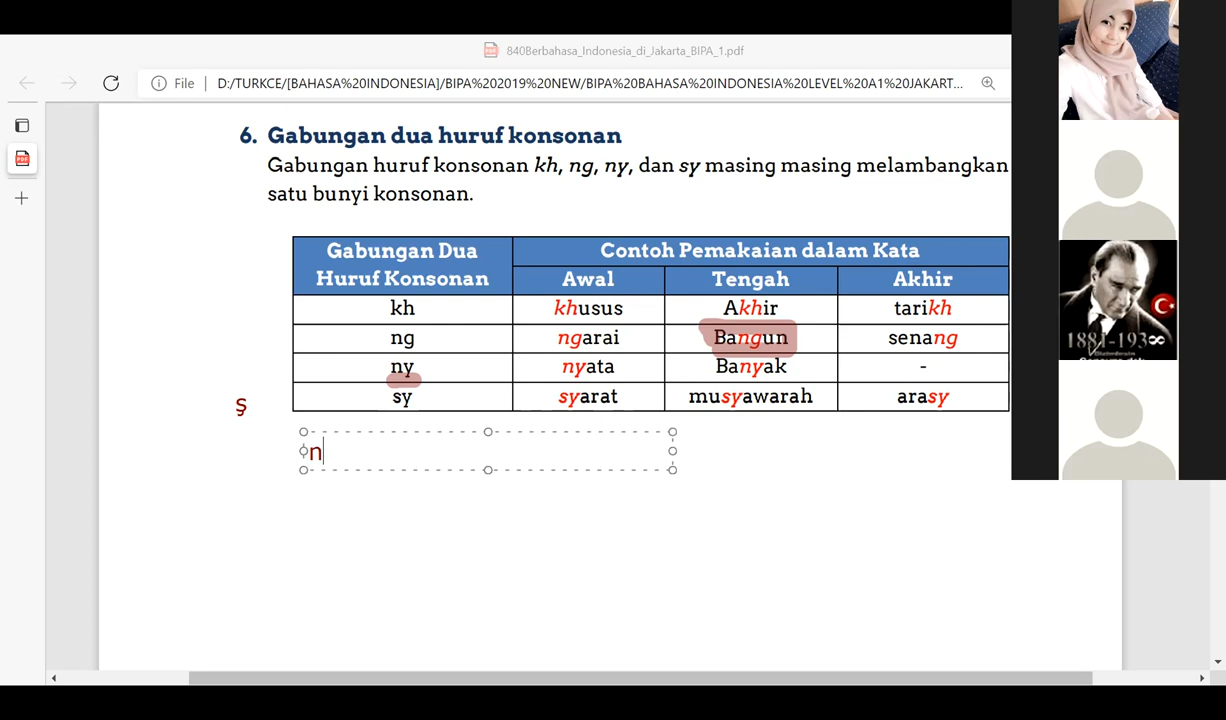 840Berbahasa_Indonesia_di_Jakarta_BIPA_1.pdf
File | D:/TURKCE/[BAHASA%20INDONESIA]/BIPA%202019%20NEW/BIPA%20BAHASA%20INDONESIA%20LEVEL%20A1%20JAKART...
6. Gabungan dua huruf konsonan
Gabungan huruf konsonan kh, ng, ny, dan sy masing masing melambangkan
satu bunyi konsonan.
Gabungan Dua Huruf Konsonan
Contoh Pemakaian dalam Kata
Awal Tengah Akhir
kh khusus Akhir tarikh
ng ngarai Bangun senang
ny nyata Banyak -
sy syarat musyawarah arasy
Ş
n
1881-193∞